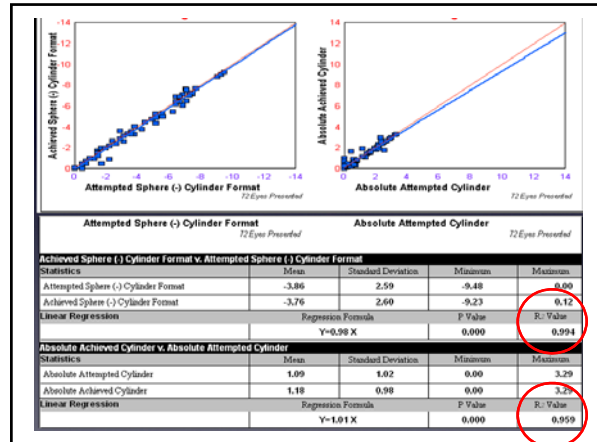 -14
-12
-10
-8
-6
-4
-2
0
0 -2 -4 -6 -8 -10 -12 -14
Achieved Sphere (-) Cylinder Format
Attempted Sphere (-) Cylinder Format
72 Eyes Presented
14
12
10
8
6
4
2
0
0 2 4 6 8 10 12 14
Absolute Achieved Cylinder
Absolute Attempted Cylinder
72 Eyes Presented
Attempted Sphere (-) Cylinder Format
72 Eyes Presented
Absolute Attempted Cylinder
72 Eyes Presented
Achieved Sphere (-) Cylinder Format v. Attempted Sphere (-) Cylinder Format
Statistics Mean Standard Deviation Minimum Maximum
Attempted Sphere (-) Cylinder Format -3.86 2.59 -9.48 0.00
Achieved Sphere (-) Cylinder Format -3.76 2.60 -9.23 0.12
Linear Regression Regression Formula P Value R2 Value
Y=0.98 X 0.000 0.994
Absolute Achieved Cylinder v. Absolute Attempted Cylinder
Statistics Mean Standard Deviation Minimum Maximum
Absolute Attempted Cylinder 1.09 1.02 0.00 3.29
Absolute Achieved Cylinder 1.18 0.98 0.00 3.29
Linear Regression Regression Formula P Value R2 Value
Y=1.01 X 0.000 0.959